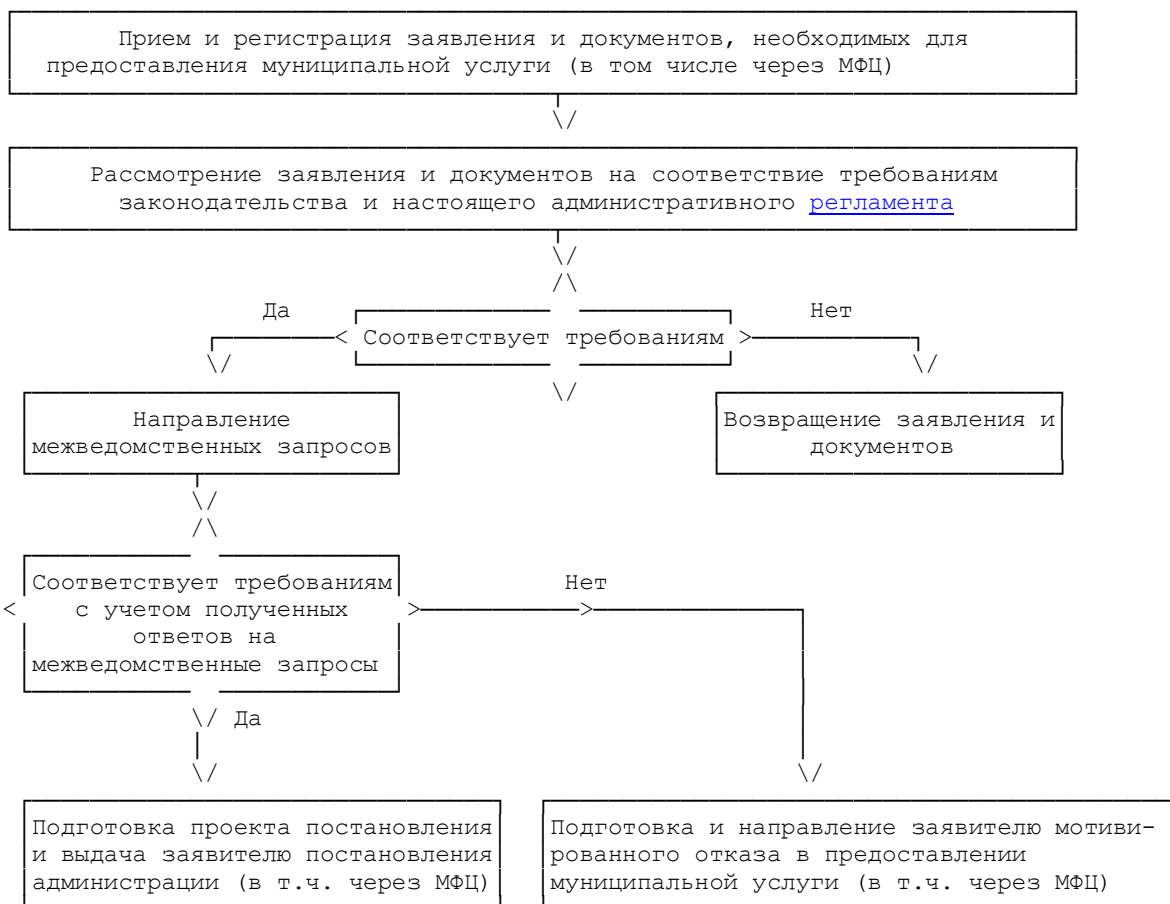 Прием и регистрация заявления и документов, необходимых для
предоставления муниципальной услуги (в том числе через МФЦ)
Рассмотрение заявления и документов на соответствие требованиям
законодательства и настоящего административного регламента
Да
Нет
Соответствует требованиям
Направление
межведомственных запросов
Возвращение заявления и
документов
Соответствует требованиям
с учетом полученных
ответов на
межведомственные запросы
Нет
Да
Подготовка проекта постановления
и выдача заявителю постановления
администрации (в т.ч. через МФЦ)
Подготовка и направление заявителю мотиви-
рованного отказа в предоставлении
муниципальной услуги (в т.ч. через МФЦ)